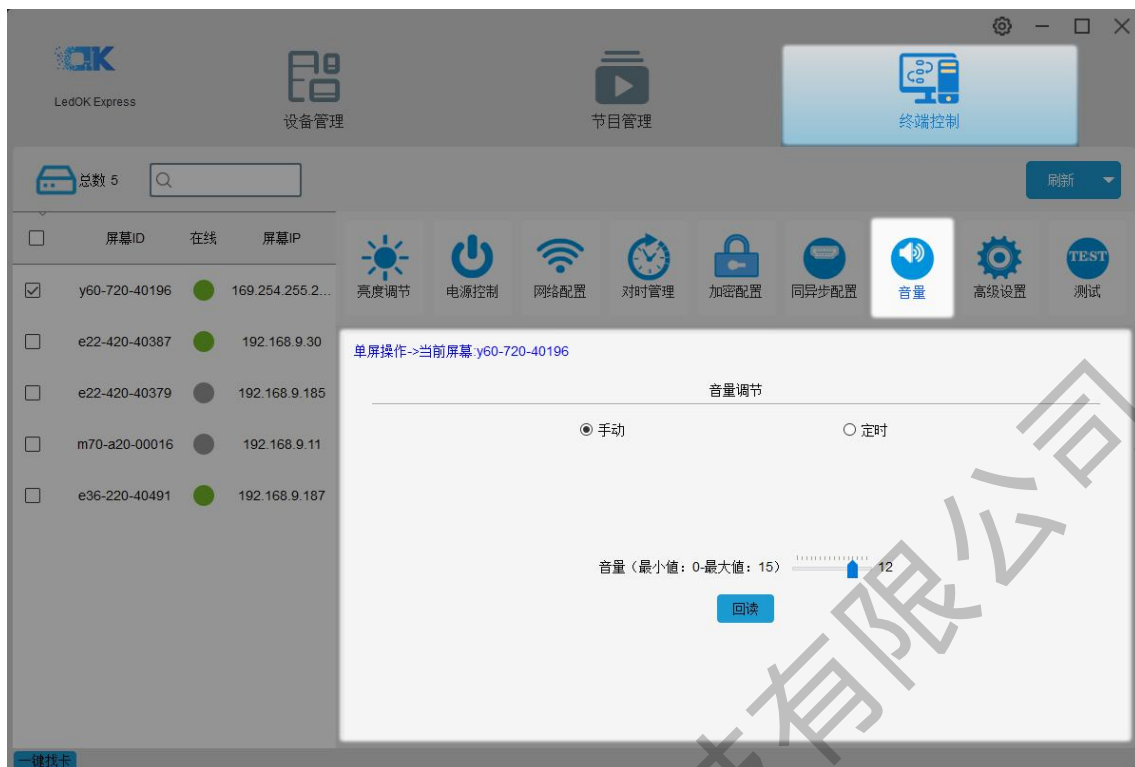 LedOK Express
设备管理
节目管理
终端控制
总数 5
刷新
屏幕ID 在线 屏幕IP
亮度调节 电源控制 网络配置 对时管理 加密配置 同异步配置 音量 高级设置 TEST 测试
y60-720-40196 169.254.255.2...
e22-420-40387 192.168.9.30
e22-420-40379 192.168.9.185
m70-a20-00016 192.168.9.11
e36-220-40491 192.168.9.187
单屏操作->当前屏幕:y60-720-40196
音量调节
手动 定时
音量（最小值：0-最大值：15） 12
回读
一键找卡
有限公司